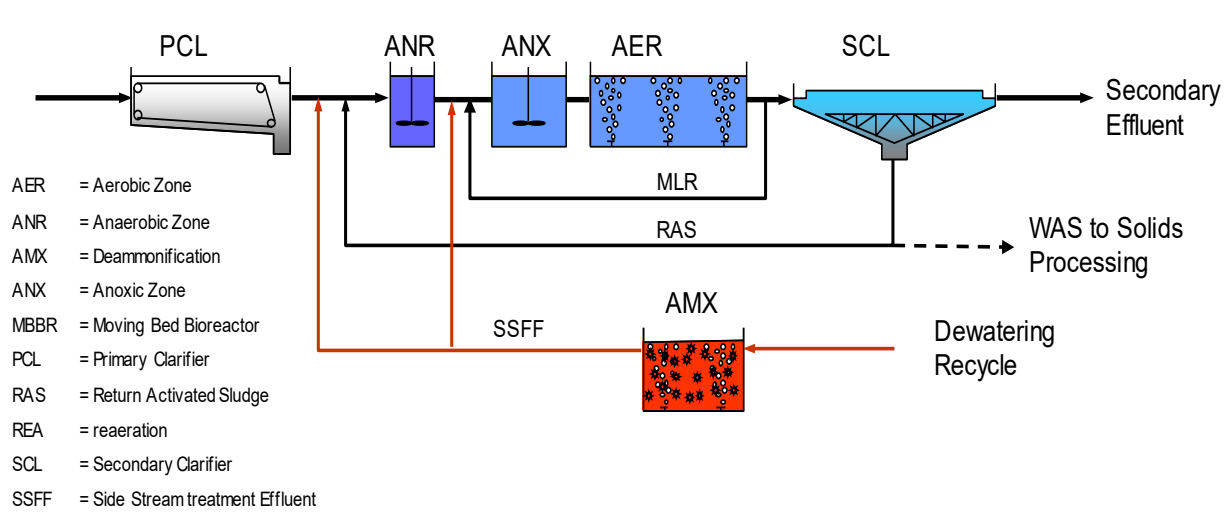 PCL
ANR
ANX
AER
SCL
Secondary
Effluent
MLR
RAS
WAS to Solids
Processing
AMX
SSFF
Dewatering
Recycle
AER = Aerobic Zone
ANR = Anaerobic Zone
AMX = Deammonification
ANX = Anoxic Zone
MBBR = Moving Bed Bioreactor
PCL = Primary Clarifier
RAS = Return Activated Sludge
REA = reaeration
SCL = Secondary Clarifier
SSFF = Side Stream treatment Effluent